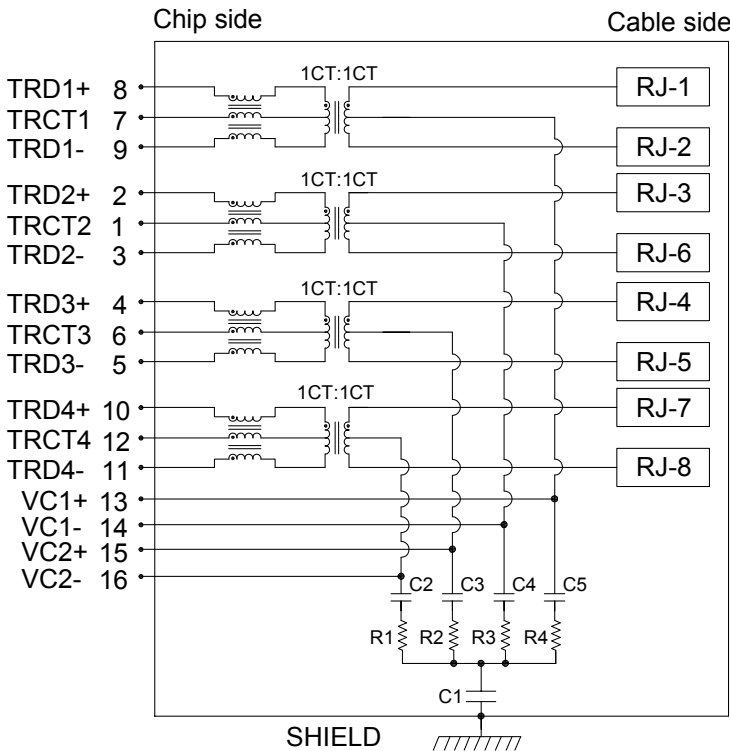 Chip side
Cable side
1CT:1CT
TRD1+ 8
RJ-1
TRCT1 7
TRD1- 9
RJ-2
1CT:1CT
TRD2+ 2
RJ-3
TRCT2 1
TRD2- 3
RJ-6
1CT:1CT
TRD3+ 4
RJ-4
TRCT3 6
TRD3- 5
RJ-5
1CT:1CT
TRD4+ 10
RJ-7
TRCT4 12
TRD4- 11
RJ-8
VC1+ 13
VC1- 14
VC2+ 15
VC2- 16
C2 C3 C4 C5
R1 R2 R3 R4
C1
SHIELD